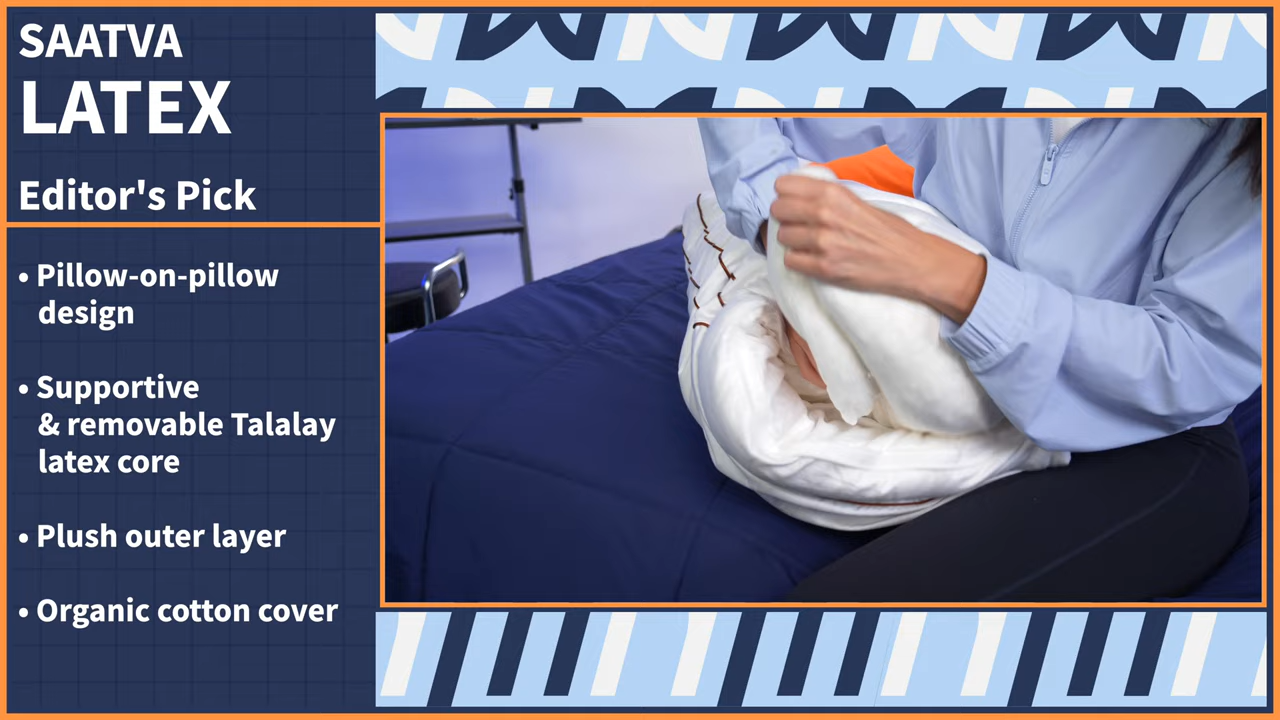 SAATVA
LATEX
Editor's Pick
• Pillow-on-pillow
design
• Supportive
& removable Talalay
latex core
• Plush outer layer
• Organic cotton cover